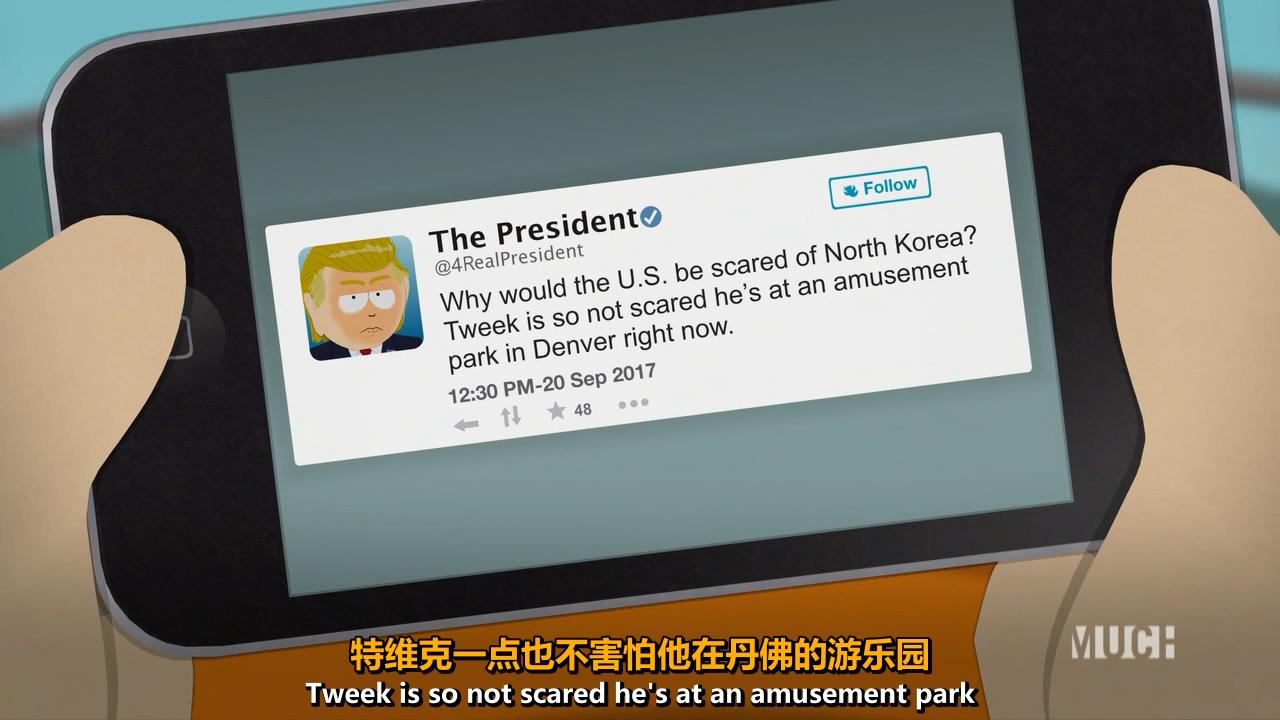 The President
Follow
@4RealPresident
Why would the U.S. be scared of North Korea?
Tweek is so not scared he's at an amusement
park in Denver right now.
12:30 PM-20 Sep 2017
48
特维克一点也不害怕他在丹佛的游乐园
Tweek is so not scared he's at an amusement park
MUCH